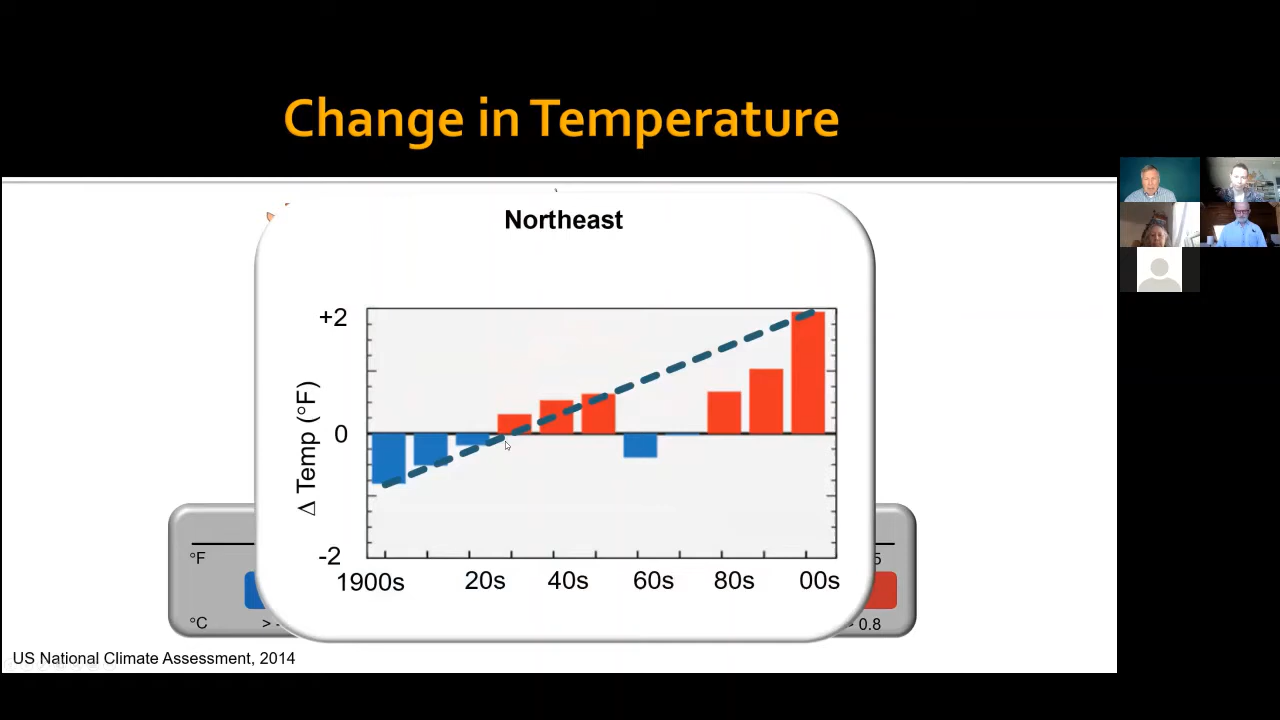 Change in Temperature
Northeast
+2
0
-2
Δ Temp (°F)
1900s 20s 40s 60s 80s 00s
°F 5
°C > - > 0.8
US National Climate Assessment, 2014